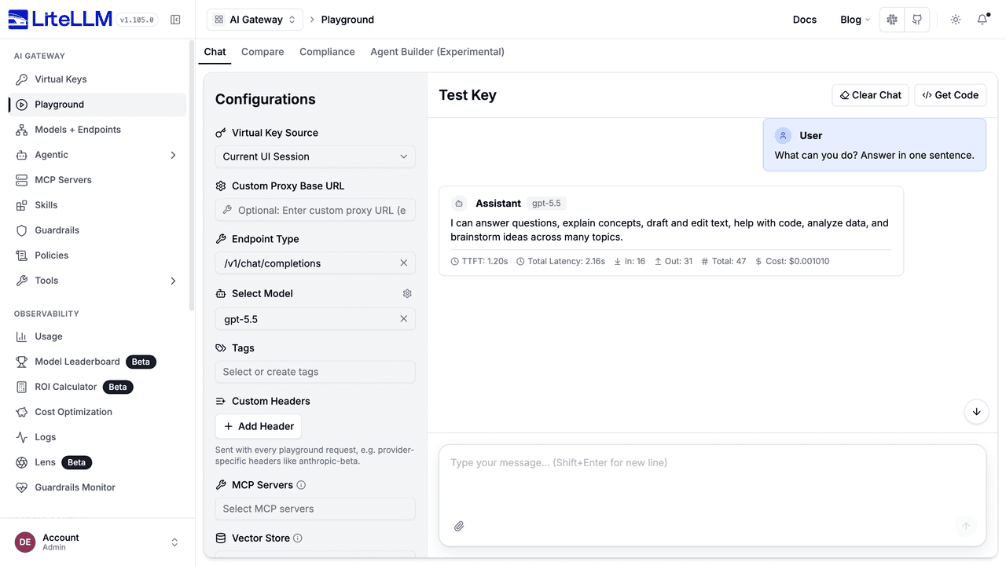 LiteLLM v1.105.0
AI Gateway
Playground
Docs
Blog
AI GATEWAY
Virtual Keys
Playground
Models + Endpoints
Agentic
MCP Servers
Skills
Guardrails
Policies
Tools
OBSERVABILITY
Usage
Model Leaderboard Beta
ROI Calculator Beta
Cost Optimization
Logs
Lens Beta
Guardrails Monitor
DE
Account
Admin
Chat
Compare
Compliance
Agent Builder (Experimental)
Configurations
Virtual Key Source
Current UI Session
Custom Proxy Base URL
Optional: Enter custom proxy URL (e
Endpoint Type
/v1/chat/completions
Select Model
gpt-5.5
Tags
Select or create tags
Custom Headers
+ Add Header
Sent with every playground request, e.g. provider-
specific headers like anthropic-beta.
MCP Servers
Select MCP servers
Vector Store
Test Key
Clear Chat
Get Code
User
What can you do? Answer in one sentence.
Assistant gpt-5.5
I can answer questions, explain concepts, draft and edit text, help with code, analyze data, and
brainstorm ideas across many topics.
TTFT: 1.20s Total Latency: 2.16s In: 16 Out: 31 # Total: 47 $ Cost: $0.001010
Type your message... (Shift+Enter for new line)